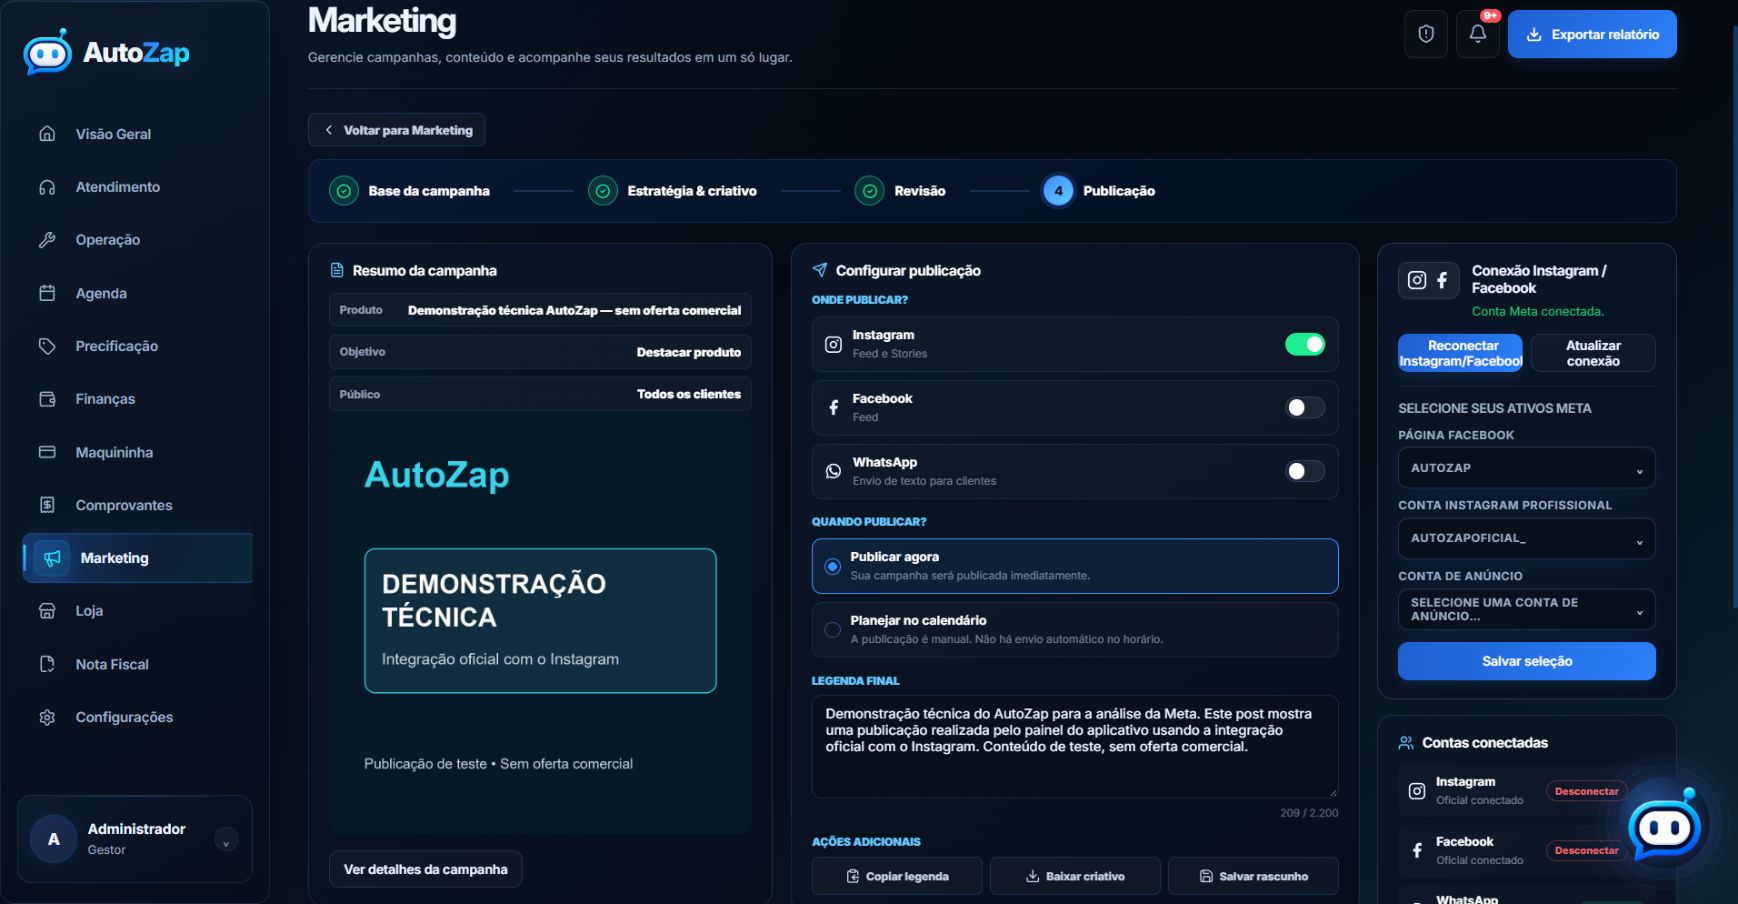 AutoZap
Visão Geral
Atendimento
Operação
Agenda
Precificação
Finanças
Maquininha
Comprovantes
Marketing
Loja
Nota Fiscal
Configurações
A
Administrador
Gestor
Marketing
Gerencie campanhas, conteúdo e acompanhe seus resultados em um só lugar.
9+
Exportar relatório
Voltar para Marketing
Base da campanha
Estratégia & criativo
Revisão
4
Publicação
Resumo da campanha
Produto
Demonstração técnica AutoZap — sem oferta comercial
Objetivo
Destacar produto
Público
Todos os clientes
AutoZap
DEMONSTRAÇÃO
TÉCNICA
Integração oficial com o Instagram
Publicação de teste • Sem oferta comercial
Ver detalhes da campanha
Configurar publicação
ONDE PUBLICAR?
Instagram
Feed e Stories
Facebook
Feed
WhatsApp
Envio de texto para clientes
QUANDO PUBLICAR?
Publicar agora
Sua campanha será publicada imediatamente.
Planejar no calendário
A publicação é manual. Não há envio automático no horário.
LEGENDA FINAL
Demonstração técnica do AutoZap para a análise da Meta. Este post mostra
uma publicação realizada pelo painel do aplicativo usando a integração
oficial com o Instagram. Conteúdo de teste, sem oferta comercial.
209 / 2.200
AÇÕES ADICIONAIS
Copiar legenda
Baixar criativo
Salvar rascunho
Conexão Instagram /
Facebook
Conta Meta conectada.
Reconectar
Instagram/Facebool
Atualizar
conexão
SELECIONE SEUS ATIVOS META
PÁGINA FACEBOOK
AUTOZAP
CONTA INSTAGRAM PROFISSIONAL
AUTOZAPOFICIAL_
CONTA DE ANÚNCIO
SELECIONE UMA CONTA DE
ANÚNCIO...
Salvar seleção
Contas conectadas
Instagram
Oficial conectado
Desconectar
Facebook
Oficial conectado
Desconectar
WhatsApp